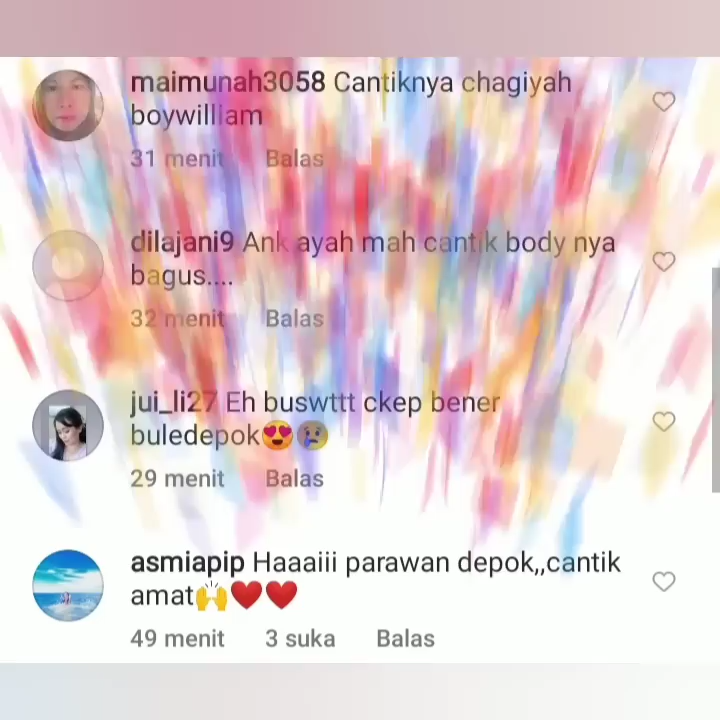 maimunah3058 Cantiknya chagiyah
boywilliam
31 menit Balas
dilajani9 Ank ayah mah cantik body nya
bagus....
32 menit Balas
jui_li27 Eh buswttt ckep bener
buledepok😍😢
29 menit Balas
asmiapip Haaaiii parawan depok,,cantik
amat🙌❤️❤️
49 menit 3 suka Balas